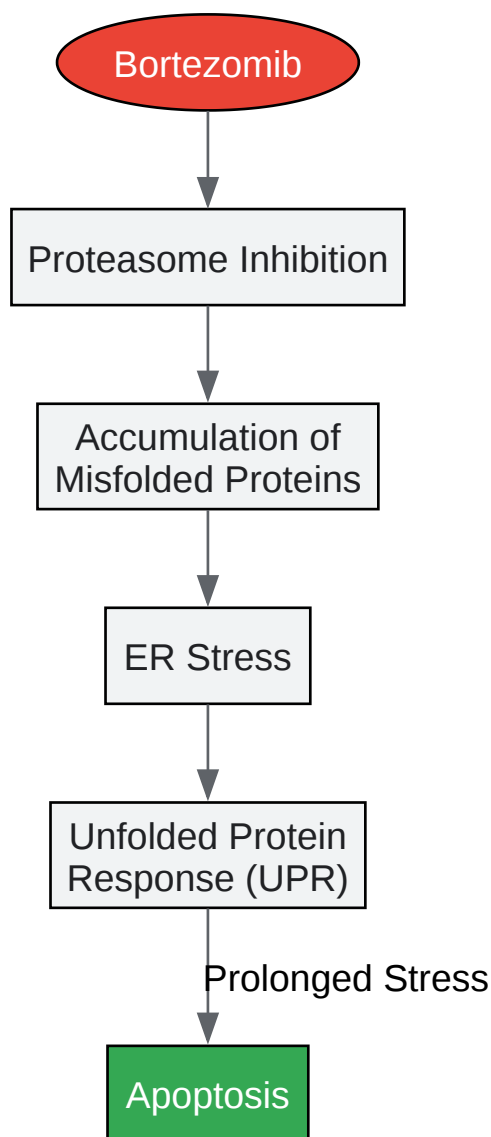 Bortezomib
Proteasome Inhibition
Accumulation of
Misfolded Proteins
ER Stress
Unfolded Protein
Response (UPR)
Prolonged Stress
Apoptosis